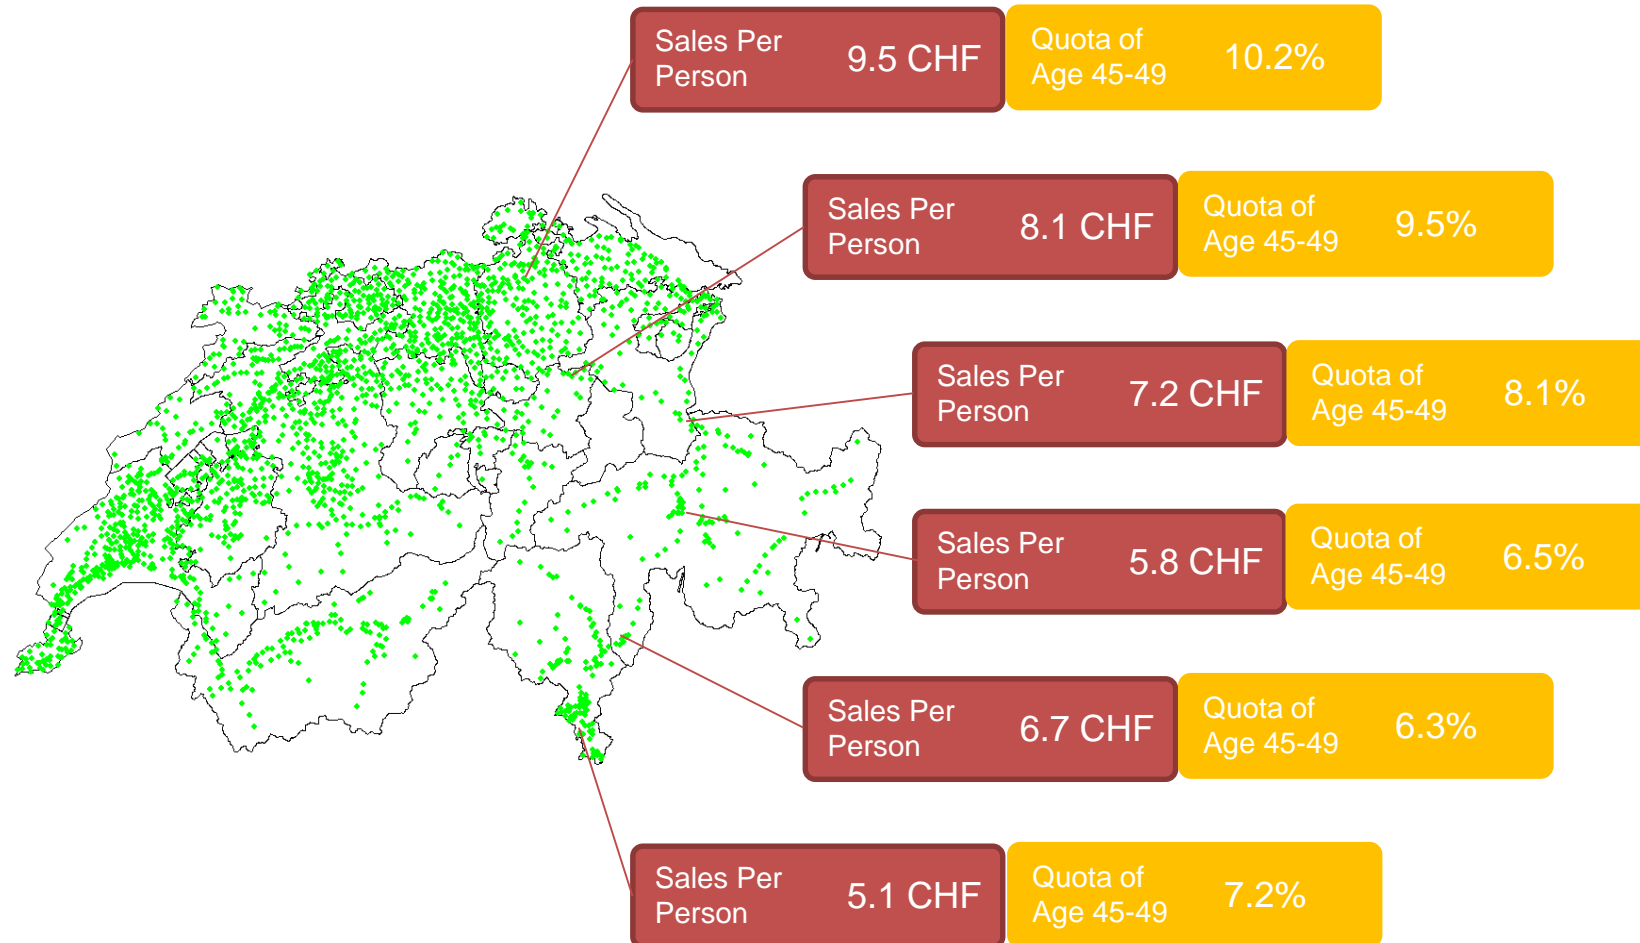 Sales Per
Person
9.5 CHF
Quota of
Age 45-49
10.2%
Sales Per
Person
8.1 CHF
Quota of
Age 45-49
9.5%
Sales Per
Person
7.2 CHF
Quota of
Age 45-49
8.1%
Sales Per
Person
5.8 CHF
Quota of
Age 45-49
6.5%
Sales Per
Person
6.7 CHF
Quota of
Age 45-49
6.3%
Sales Per
Person
5.1 CHF
Quota of
Age 45-49
7.2%